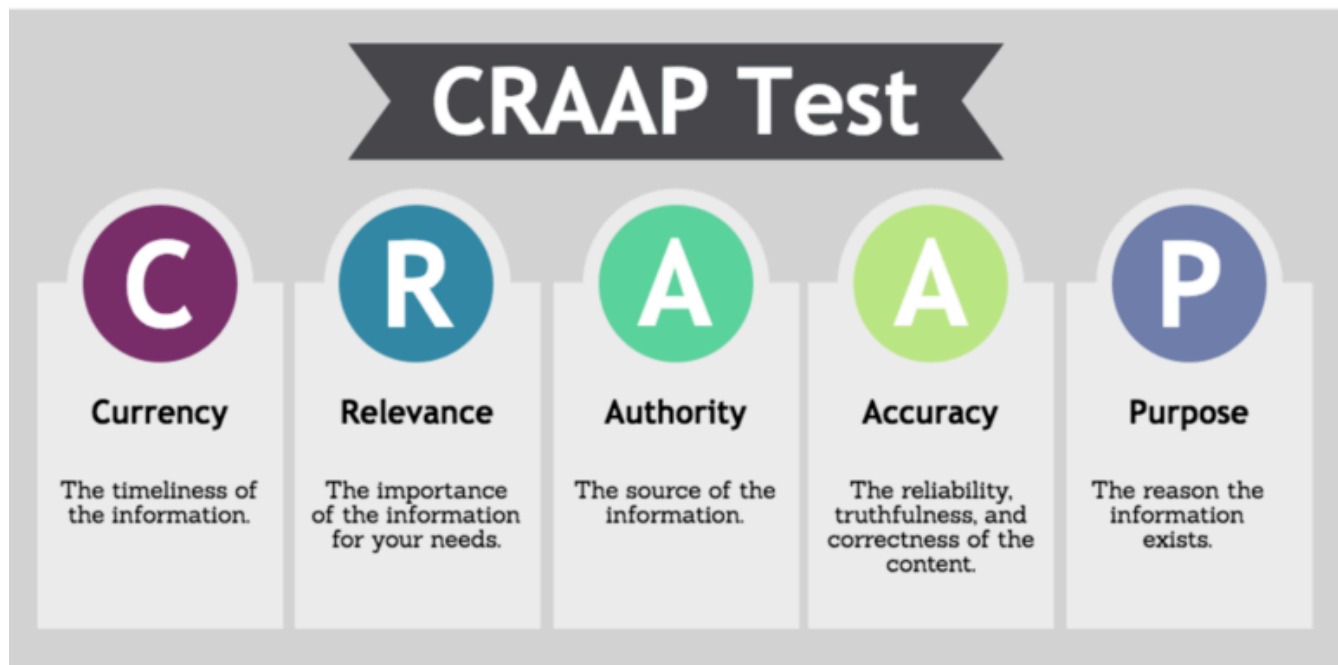 CRAAP Test
C
Currency
The timeliness of
the information.
R
Relevance
The importance
of the information
for your needs.
A
Authority
The source of the
information.
A
Accuracy
The reliability,
truthfulness, and
correctness of the
content.
P
Purpose
The reason the
information
exists.